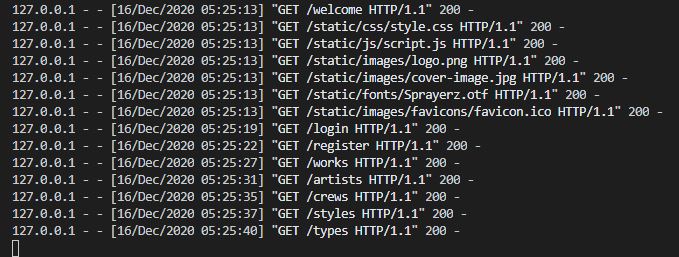 127.0.0.1 - - [16/Dec/2020 05:25:13] "GET /welcome HTTP/1.1" 200 -
127.0.0.1 - - [16/Dec/2020 05:25:13] "GET /static/css/style.css HTTP/1.1" 200 -
127.0.0.1 - - [16/Dec/2020 05:25:13] "GET /static/js/script.js HTTP/1.1" 200 -
127.0.0.1 - - [16/Dec/2020 05:25:13] "GET /static/images/logo.png HTTP/1.1" 200 -
127.0.0.1 - - [16/Dec/2020 05:25:13] "GET /static/images/cover-image.jpg HTTP/1.1" 200 -
127.0.0.1 - - [16/Dec/2020 05:25:13] "GET /static/fonts/Sprayerz.otf HTTP/1.1" 200 -
127.0.0.1 - - [16/Dec/2020 05:25:13] "GET /static/images/favicons/favicon.ico HTTP/1.1" 200 -
127.0.0.1 - - [16/Dec/2020 05:25:19] "GET /login HTTP/1.1" 200 -
127.0.0.1 - - [16/Dec/2020 05:25:22] "GET /register HTTP/1.1" 200 -
127.0.0.1 - - [16/Dec/2020 05:25:27] "GET /works HTTP/1.1" 200 -
127.0.0.1 - - [16/Dec/2020 05:25:31] "GET /artists HTTP/1.1" 200 -
127.0.0.1 - - [16/Dec/2020 05:25:35] "GET /crews HTTP/1.1" 200 -
127.0.0.1 - - [16/Dec/2020 05:25:37] "GET /styles HTTP/1.1" 200 -
127.0.0.1 - - [16/Dec/2020 05:25:40] "GET /types HTTP/1.1" 200 -